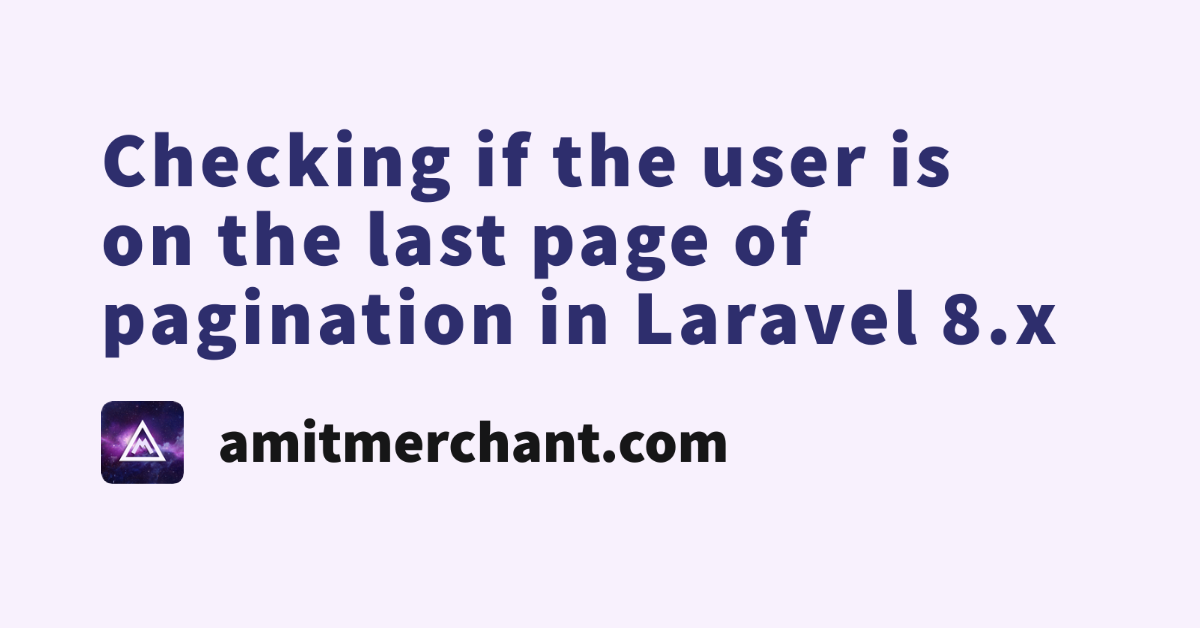 Checking if the user is
on the last page of
pagination in Laravel 8.x
amitmerchant.com